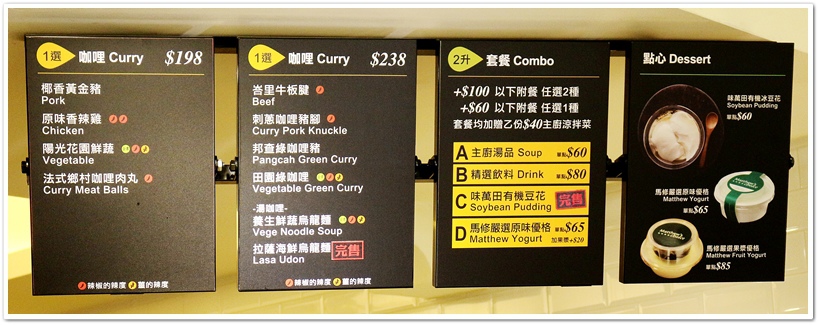 1選 咖哩 Curry $198
椰香黃金豬
Pork
原味香辣雞
Chicken
陽光花園鮮蔬
Vegetable
法式鄉村咖哩肉丸
Curry Meat Balls
辣椒的辣度 薑的辣度
1選 咖哩 Curry $238
峇里牛板腱
Beef
刺蔥咖哩豬腳
Curry Pork Knuckle
邦查綠咖哩豬
Pangcah Green Curry
田園綠咖哩
Vegetable Green Curry
-湯咖哩-
養生鮮蔬烏龍麵
Vege Noodle Soup
拉薩海鮮烏龍麵 完售
Lasa Udon
辣椒的辣度 薑的辣度
2升 套餐 Combo
+$100 以下附餐 任選2種
+$60 以下附餐 任選1種
套餐均加贈乙份$40主廚涼拌菜
A 主廚湯品 Soup 單點$60
B 精選飲料 Drink 單點$80
C 味萬田有機豆花 完售
Soybean Pudding
D 馬修嚴選原味優格 單點$65
Matthew Yogurt 加果漿+$20
點心 Dessert
味萬田有機冰豆花
Soybean Pudding
單點$60
馬修嚴選原味優格
Matthew Yogurt
單點$65
馬修嚴選果漿優格
Matthew Fruit Yogurt
單點$85